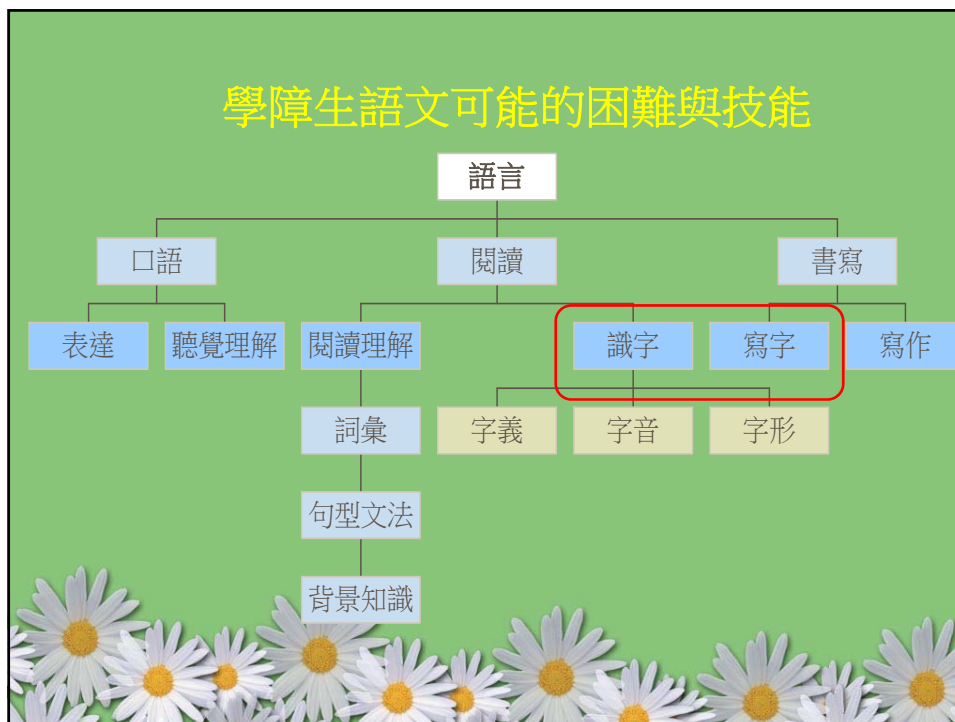 學障生語文可能的困難與技能
語言
口語
閱讀
書寫
表達
聽覺理解
閱讀理解
識字
寫字
寫作
詞彙
字義
字音
字形
句型文法
背景知識